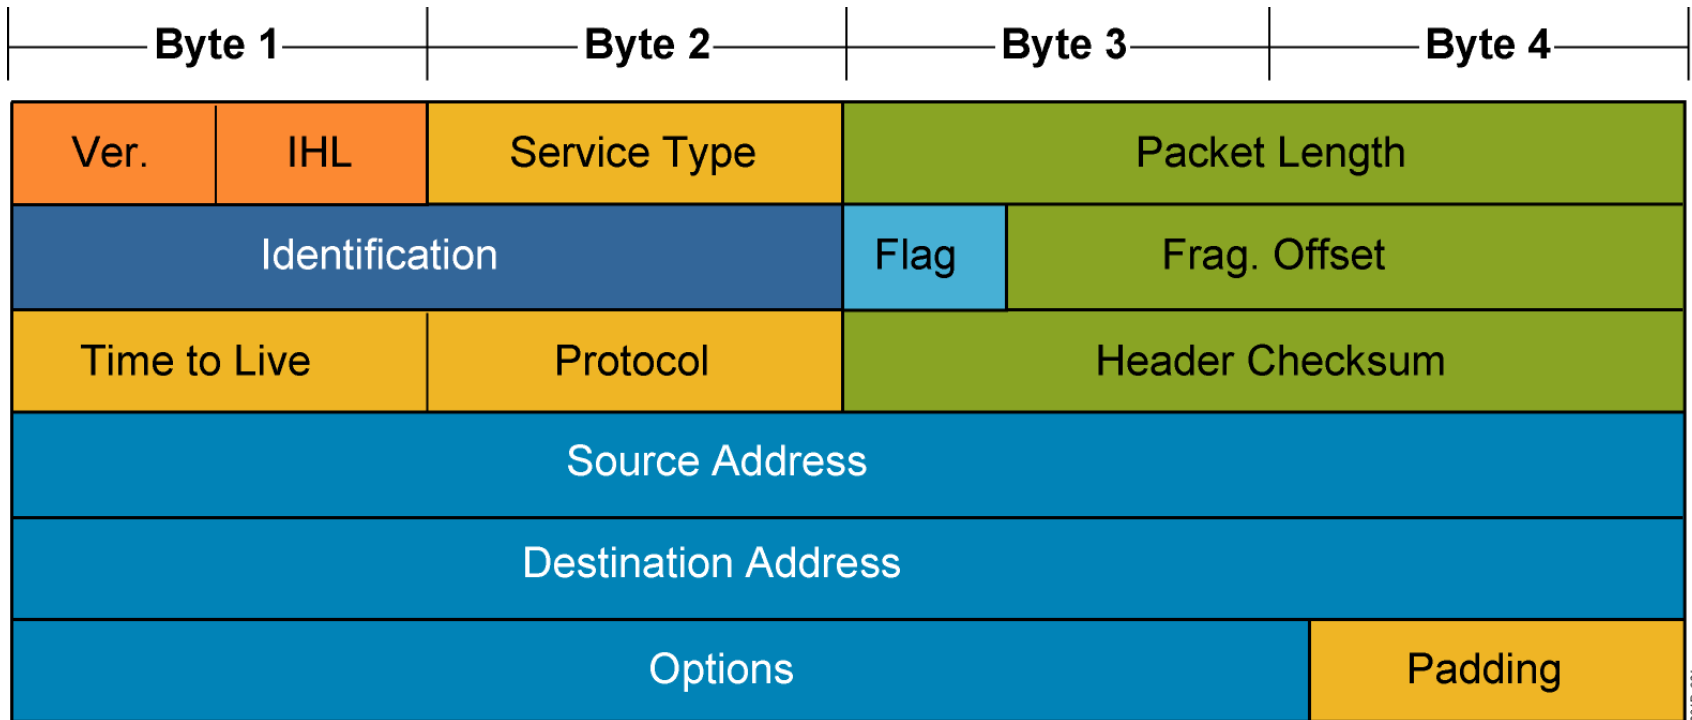 Byte 1 Byte 2 Byte 3 Byte 4
Ver. IHL Service Type Packet Length
Identification Flag Frag. Offset
Time to Live Protocol Header Checksum
Source Address
Destination Address
Options Padding